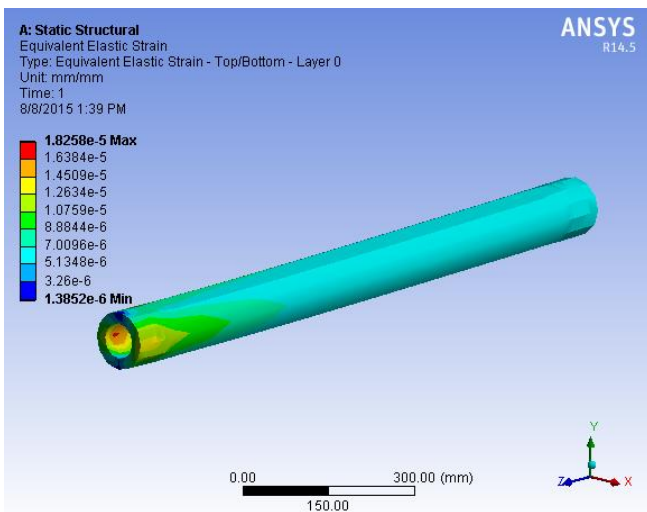 A: Static Structural
Equivalent Elastic Strain
Type: Equivalent Elastic Strain - Top/Bottom - Layer 0
Unit: mm/mm
Time: 1
8/8/2015 1:39 PM
ANSYS
R14.5
1.8258e-5 Max
1.6384e-5
1.4509e-5
1.2634e-5
1.0759e-5
8.8844e-6
7.0096e-6
5.1348e-6
3.26e-6
1.3852e-6 Min
0.00 300.00 (mm)
150.00
Y
Z X